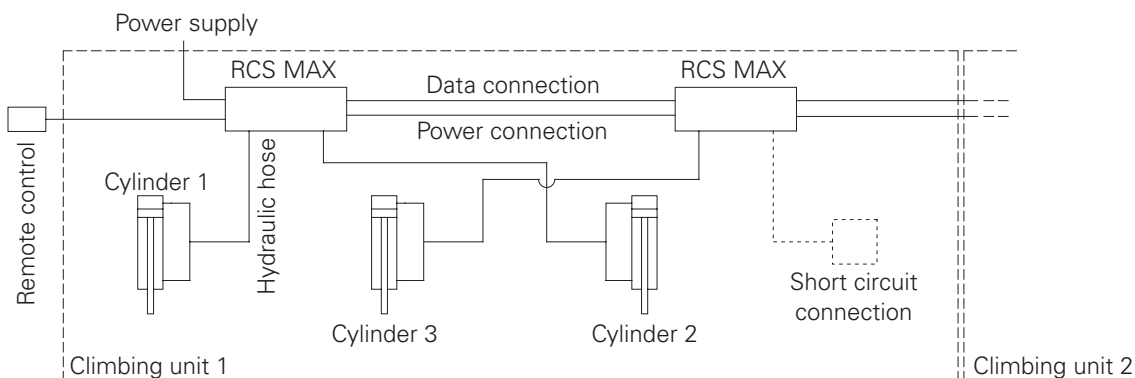 Power supply
RCS MAX
RCS MAX
Data connection
Power connection
Remote control
Hydraulic hose
Cylinder 1
Cylinder 3
Cylinder 2
Short circuit
connection
Climbing unit 1
Climbing unit 2